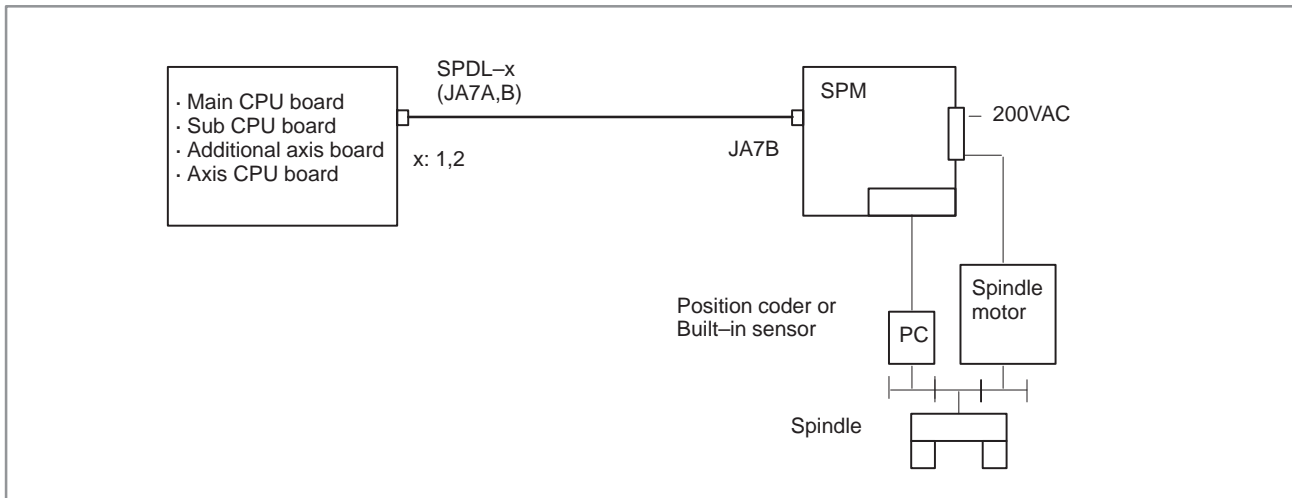 SPDL–x
(JA7A,B)
· Main CPU board
· Sub CPU board
· Additional axis board
· Axis CPU board
x: 1,2
SPM
JA7B
200VAC
Position coder or
Built–in sensor
PC
Spindle
motor
Spindle